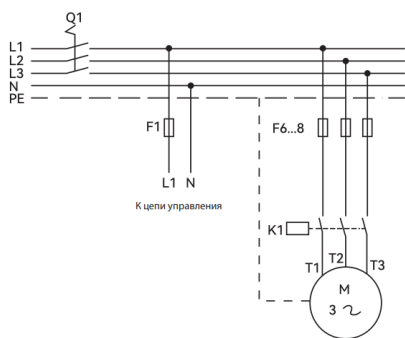 Q1
L1
L2
L3
N
PE
F1
F6...8
L1 N
К цепи управления
K1
T1 T2 T3
M
3 ~